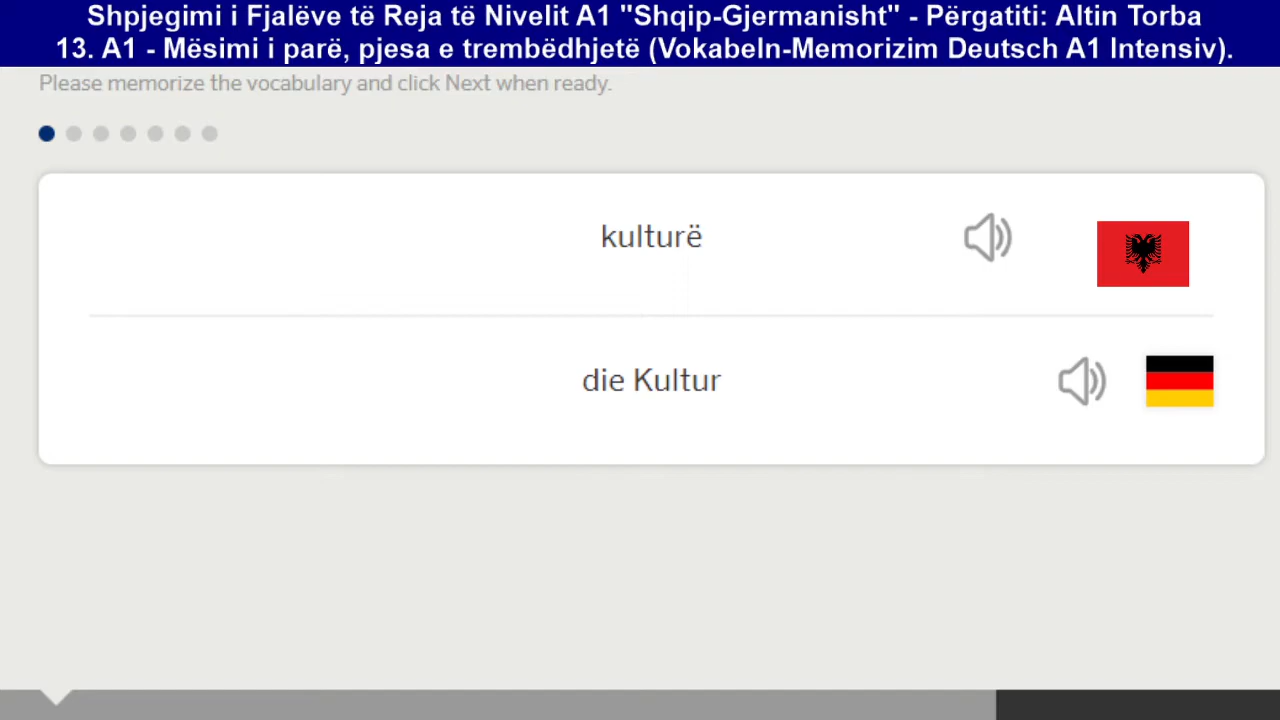 Shpjegimi i Fjalëve të Reja të Nivelit A1 "Shqip-Gjermanisht" - Përgatiti: Altin Torba
13. A1 - Mësimi i parë, pjesa e trembëdhjetë (Vokabeln-Memorizim Deutsch A1 Intensiv).
Please memorize the vocabulary and click Next when ready.
kulturë
die Kultur